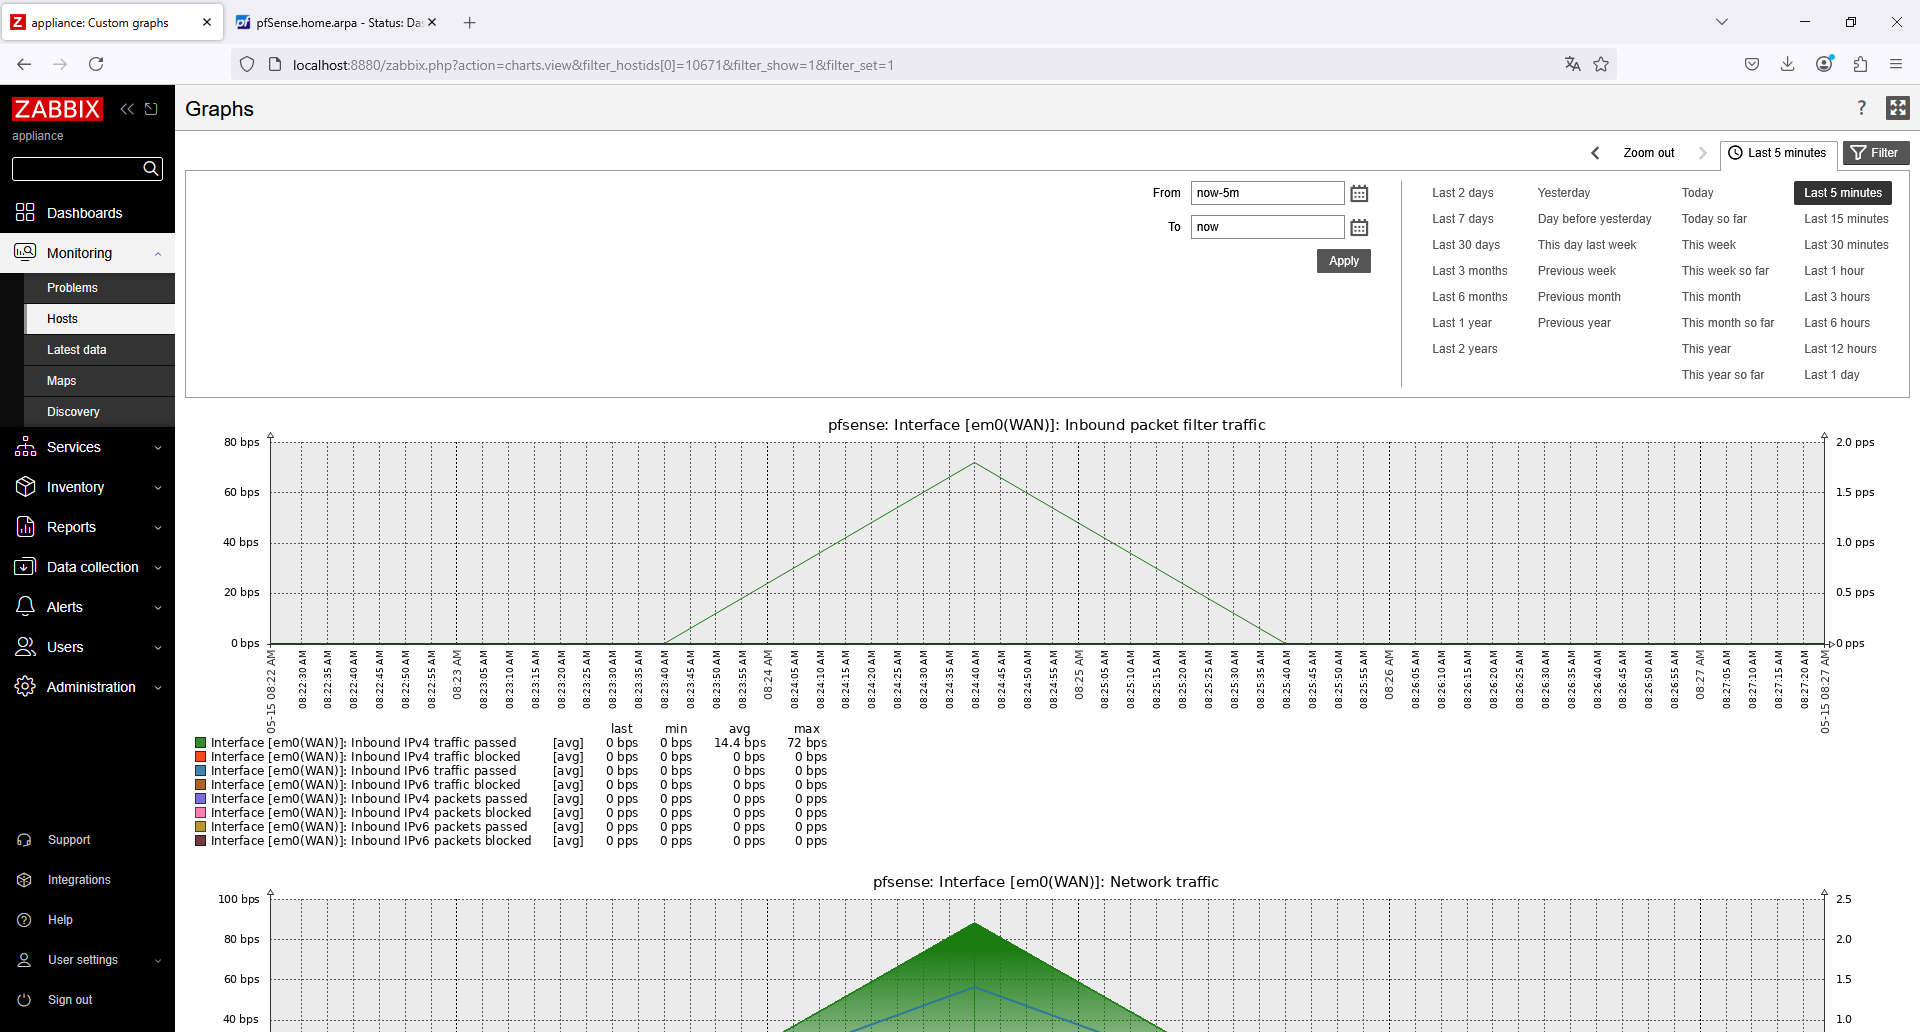 Z appliance: Custom graphs
pf pfSense.home.arpa - Status: Da
localhost:8880/zabbix.php?action=charts.view&filter_hostids[0]=10671&filter_show=1&filter_set=1
ZABBIX
appliance
Dashboards
Monitoring
Problems
Hosts
Latest data
Maps
Discovery
Services
Inventory
Reports
Data collection
Alerts
Users
Administration
Support
Integrations
Help
User settings
Sign out
Graphs
?
Zoom out
Last 5 minutes
Filter
From now-5m
To now
Apply
Last 2 days Yesterday Today Last 5 minutes
Last 7 days Day before yesterday Today so far Last 15 minutes
Last 30 days This day last week This week Last 30 minutes
Last 3 months Previous week This week so far Last 1 hour
Last 6 months Previous month This month Last 3 hours
Last 1 year Previous year This month so far Last 6 hours
Last 2 years This year Last 12 hours
This year so far Last 1 day
pfsense: Interface [em0(WAN)]: Inbound packet filter traffic
80 bps 2.0 pps
60 bps 1.5 pps
40 bps 1.0 pps
20 bps 0.5 pps
0 bps 0 pps
05-15 08:22 AM
08:22:30 AM
08:22:35 AM
08:22:40 AM
08:22:45 AM
08:22:50 AM
08:22:55 AM
08:23 AM
08:23:05 AM
08:23:10 AM
08:23:15 AM
08:23:20 AM
08:23:25 AM
08:23:30 AM
08:23:35 AM
08:23:40 AM
08:23:45 AM
08:23:50 AM
08:23:55 AM
08:24 AM
08:24:05 AM
08:24:10 AM
08:24:15 AM
08:24:20 AM
08:24:25 AM
08:24:30 AM
08:24:35 AM
08:24:40 AM
08:24:45 AM
08:24:50 AM
08:24:55 AM
08:25 AM
08:25:05 AM
08:25:10 AM
08:25:15 AM
08:25:20 AM
08:25:25 AM
08:25:30 AM
08:25:35 AM
08:25:40 AM
08:25:45 AM
08:25:50 AM
08:25:55 AM
08:26 AM
08:26:05 AM
08:26:10 AM
08:26:15 AM
08:26:20 AM
08:26:25 AM
08:26:30 AM
08:26:35 AM
08:26:40 AM
08:26:45 AM
08:26:50 AM
08:26:55 AM
08:27 AM
08:27:05 AM
08:27:10 AM
08:27:15 AM
08:27:20 AM
05-15 08:27 AM
last min avg max
Interface [em0(WAN)]: Inbound IPv4 traffic passed [avg] 0 bps 0 bps 14.4 bps 72 bps
Interface [em0(WAN)]: Inbound IPv4 traffic blocked [avg] 0 bps 0 bps 0 bps 0 bps
Interface [em0(WAN)]: Inbound IPv6 traffic passed [avg] 0 bps 0 bps 0 bps 0 bps
Interface [em0(WAN)]: Inbound IPv6 traffic blocked [avg] 0 bps 0 bps 0 bps 0 bps
Interface [em0(WAN)]: Inbound IPv4 packets passed [avg] 0 pps 0 pps 0 pps 0 pps
Interface [em0(WAN)]: Inbound IPv4 packets blocked [avg] 0 pps 0 pps 0 pps 0 pps
Interface [em0(WAN)]: Inbound IPv6 packets passed [avg] 0 pps 0 pps 0 pps 0 pps
Interface [em0(WAN)]: Inbound IPv6 packets blocked [avg] 0 pps 0 pps 0 pps 0 pps
pfsense: Interface [em0(WAN)]: Network traffic
100 bps 2.5
80 bps 2.0
60 bps 1.5
40 bps 1.0